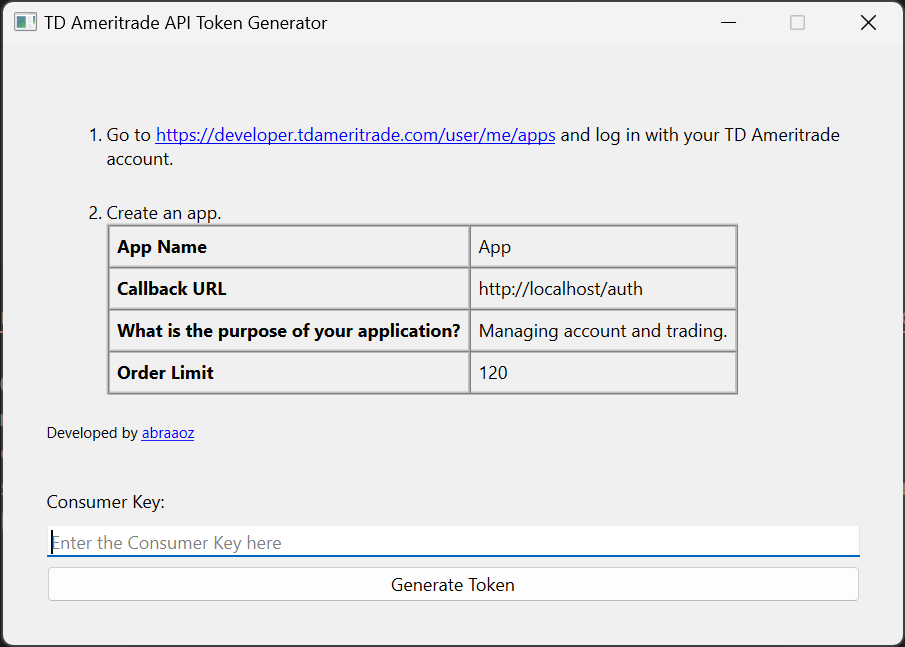 TD Ameritrade API Token Generator
1. Go to https://developer.tdameritrade.com/user/me/apps and log in with your TD Ameritrade
account.
2. Create an app.
App Name App
Callback URL http://localhost/auth
What is the purpose of your application? Managing account and trading.
Order Limit 120
Developed by abraaoz
Consumer Key:
Enter the Consumer Key here
Generate Token